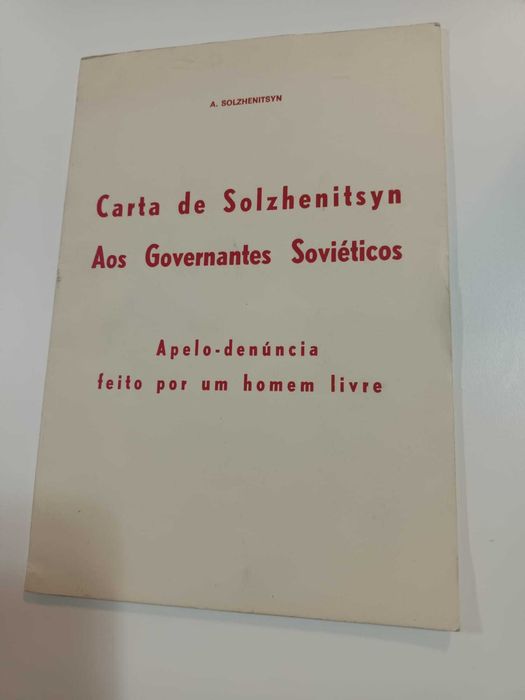 A. SOLZHENITSYN
Carta de Solzhenitsyn
Aos Governantes Soviéticos
Apelo-denúncia
feito por um homem livre